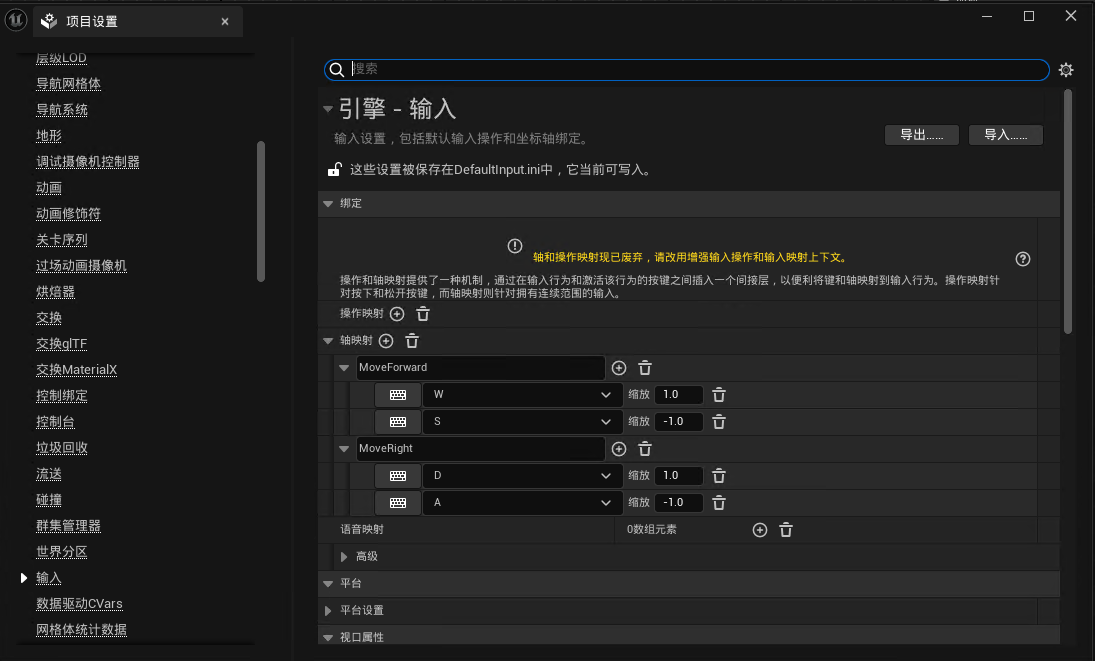 项目设置
层级LOD
导航网格体
导航系统
地形
调试摄像机控制器
动画
动画修饰符
关卡序列
过场动画摄像机
烘焙器
交换
交换glTF
交换MaterialX
控制绑定
控制台
垃圾回收
流送
碰撞
群集管理器
世界分区
输入
数据驱动CVars
网格体统计数据
搜索
引擎 - 输入
输入设置，包括默认输入操作和坐标轴绑定。
导出......
导入......
这些设置被保存在DefaultInput.ini中，它当前可写入。
绑定
轴和操作映射现已废弃，请改用增强输入操作和输入映射上下文。
操作和轴映射提供了一种机制，通过在输入行为和激活该行为的按键之间插入一个间接层，以便利将键和轴映射到输入行为。操作映射针
对按下和松开按键，而轴映射则针对拥有连续范围的输入。
操作映射
轴映射
MoveForward
W 缩放 1.0
S 缩放 -1.0
MoveRight
D 缩放 1.0
A 缩放 -1.0
语音映射 0数组元素
高级
平台
平台设置
视口属性